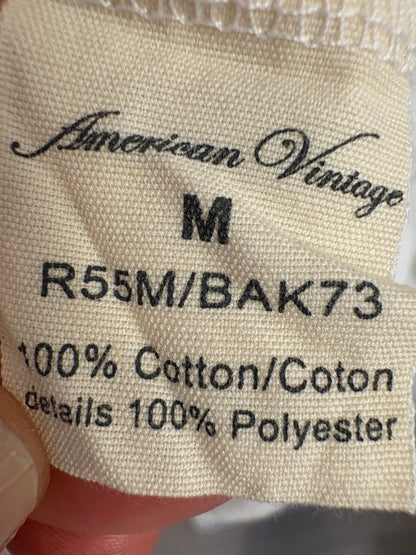 American Vintage
M
R55M/BAK73
100% Cotton/Coton
details 100% Polyester